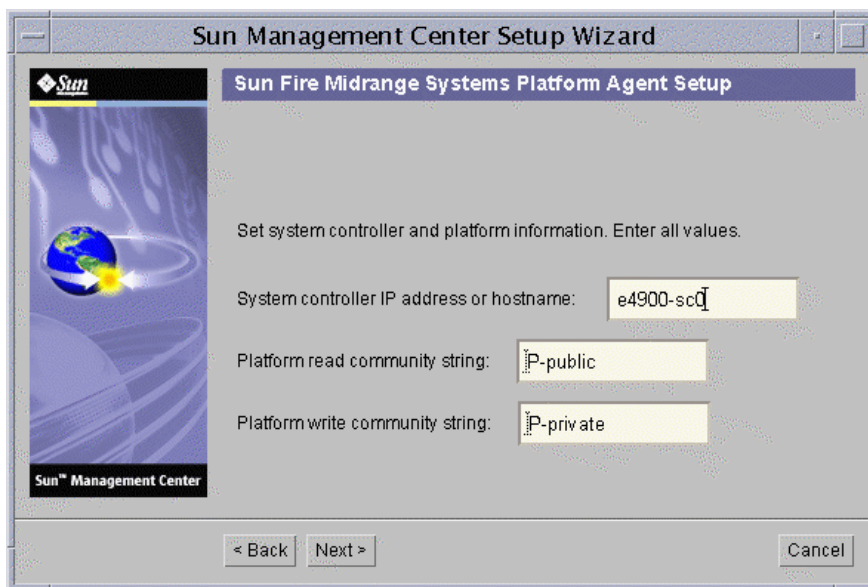 Sun Management Center Setup Wizard
Sun
Sun Fire Midrange Systems Platform Agent Setup
Set system controller and platform information. Enter all values.
System controller IP address or hostname: e4900-sc0
Platform read community string: P-public
Platform write community string: P-private
Sun™ Management Center
< Back Next > Cancel